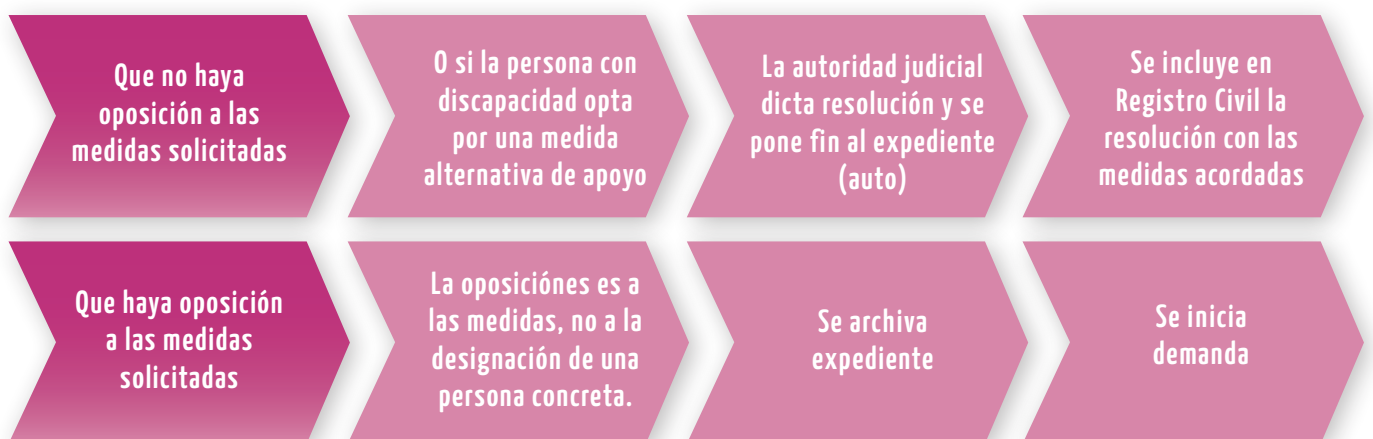 Que no haya
oposición a las
medidas solicitadas
O si la persona con
discapacidad opta
por una medida
alternativa de apoyo
La autoridad judicial
dicta resolución y se
pone fin al expediente
(auto)
Se incluye en
Registro Civil la
resolución con las
medidas acordadas
Que haya oposición
a las medidas
solicitadas
La oposiciónes es a
las medidas, no a la
designación de una
persona concreta.
Se archiva
expediente
Se inicia
demanda